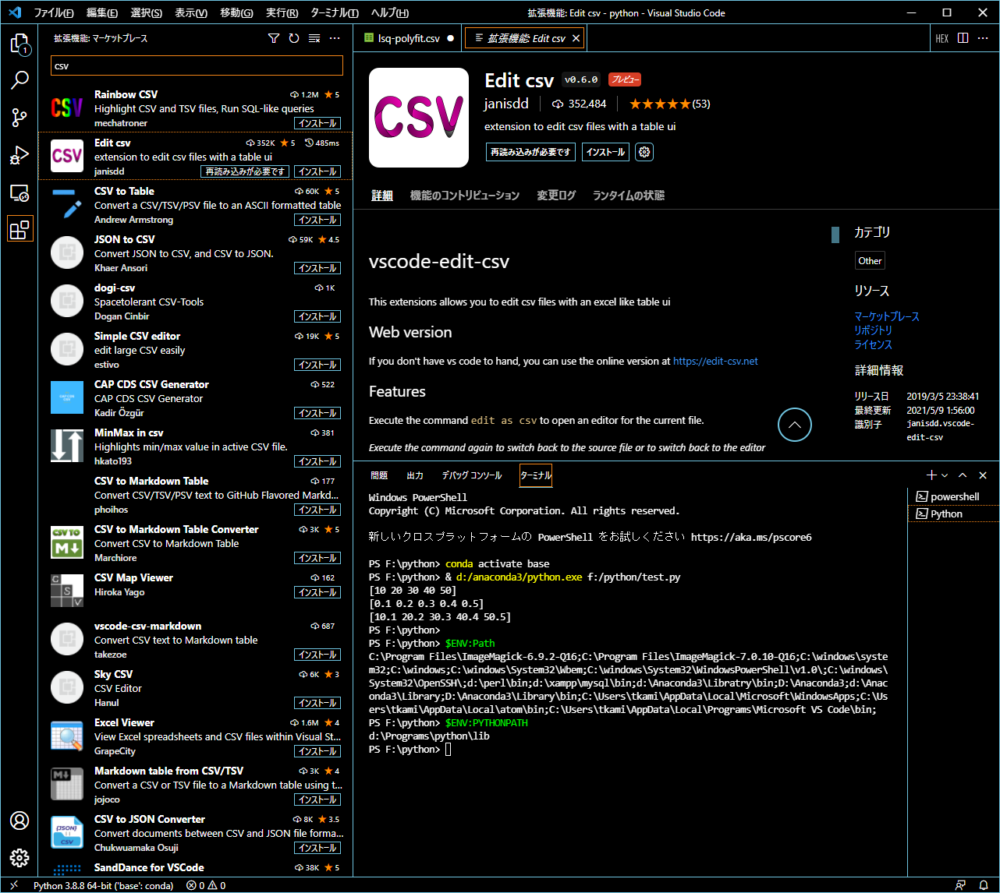 ファイル(F) 編集(E) 選択(S) 表示(V) 移動(G) 実行(R) ターミナル(T) ヘルプ(H) 拡張機能: Edit csv - python - Visual Studio Code
拡張機能: マーケットプレース
csv
Rainbow CSV 1.2M ★ 5
Highlight CSV and TSV files, Run SQL-like queries
mechatroner インストール
Edit csv 352K ★ 5 485ms
extension to edit csv files with a table ui
janisdd 再読み込みが必要です インストール
CSV to Table 60K ★ 5
Convert a CSV/TSV/PSV file to an ASCII formatted table
Andrew Armstrong インストール
JSON to CSV 59K ★ 4.5
Convert JSON to CSV, and CSV to JSON.
Khaer Ansori インストール
dogi-csv 1K
Spacetolerant CSV-Tools
Dogan Cinbir インストール
Simple CSV editor 19K ★ 5
edit large CSV easily
estivo インストール
CAP CDS CSV Generator 522
CAP CDS CSV Generator
Kadir Özgür インストール
MinMax in csv 381
Highlights min/max value in active CSV file.
hkato193 インストール
CSV to Markdown Table 177
Convert CSV/TSV/PSV text to GitHub Flavored Markd...
phoihos インストール
CSV to Markdown Table Converter 3K ★ 5
Convert CSV to Markdown Table
Marchiore インストール
CSV Map Viewer 162
Hiroka Yago インストール
vscode-csv-markdown 687
Convert CSV text to Markdown table
takezoe インストール
Sky CSV 6K ★ 3
CSV Editor
Hanul インストール
Excel Viewer 1.6M ★ 4
View Excel spreadsheets and CSV files within Visual St...
GrapeCity インストール
Markdown table from CSV/TSV 3K ★ 4
Convert a CSV or TSV file to a Markdown table using t...
jojoco インストール
CSV to JSON Converter 8K ★ 3.5
Convert documents between CSV and JSON file forma...
Chukwuamaka Osuji インストール
SandDance for VSCode 38K ★ 5
lsq-polyfit.csv ● 拡張機能: Edit csv HEX
CSV
Edit csv v0.6.0 プレビュー
janisdd 352,484 ★★★★★(53)
extension to edit csv files with a table ui
再読み込みが必要です インストール
詳細 機能のコントリビューション 変更ログ ランタイムの状態
vscode-edit-csv
This extensions allows you to edit csv files with an excel like table ui
Web version
If you don't have vs code to hand, you can use the online version at https://edit-csv.net
Features
Execute the command edit as csv to open an editor for the current file.
Execute the command again to switch back to the source file or to switch back to the editor
カテゴリ
Other
リソース
マーケットプレース
リポジトリ
ライセンス
詳細情報
リリース日 2019/3/5 23:38:41
最終更新 2021/5/9 1:56:00
識別子 janisdd.vscode-
edit-csv
問題 出力 デバッグ コンソール ターミナル
Windows PowerShell
Copyright (C) Microsoft Corporation. All rights reserved.
新しいクロスプラットフォームの PowerShell をお試しください https://aka.ms/pscore6
PS F:\python> conda activate base
PS F:\python> & d:/anaconda3/python.exe f:/python/test.py
[10 20 30 40 50]
[0.1 0.2 0.3 0.4 0.5]
[10.1 20.2 30.3 40.4 50.5]
PS F:\python>
PS F:\python> $ENV:Path
C:\Program Files\ImageMagick-6.9.2-Q16;C:\Program Files\ImageMagick-7.0.10-Q16;C:\windows\syste
m32;C:\windows;C:\windows\System32\Wbem;C:\windows\System32\WindowsPowerShell\v1.0\;C:\windows\
System32\OpenSSH\;d:\perl\bin;d:\xampp\mysql\bin;d:\Anaconda3\Libratry\bin;D:\Anaconda3;d:\Anac
onda3\Library;D:\Anaconda3\Library\bin;C:\Users\tkami\AppData\Local\Microsoft\WindowsApps;C:\Us
ers\tkami\AppData\Local\atom\bin;C:\Users\tkami\AppData\Local\Programs\Microsoft VS Code\bin;
PS F:\python> $ENV:PYTHONPATH
d:\Programs\python\lib
PS F:\python>
powershell
Python
Python 3.8.8 64-bit ('base': conda) 0 0